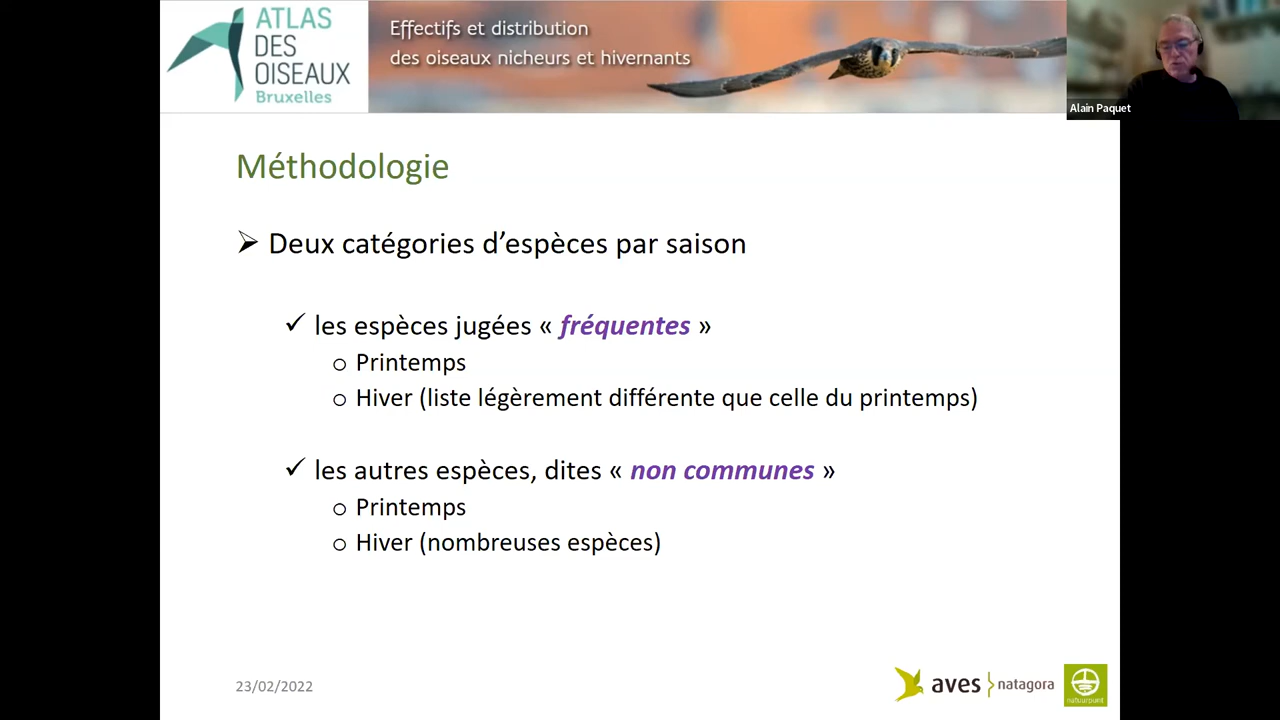 ATLAS
DES
OISEAUX
Bruxelles
Effectifs et distribution
des oiseaux nicheurs et hivernants
Alain Paquet
Méthodologie
➢ Deux catégories d’espèces par saison
✓ les espèces jugées « fréquentes »
o Printemps
o Hiver (liste légèrement différente que celle du printemps)
✓ les autres espèces, dites « non communes »
o Printemps
o Hiver (nombreuses espèces)
23/02/2022
aves natagora
natuurpunt